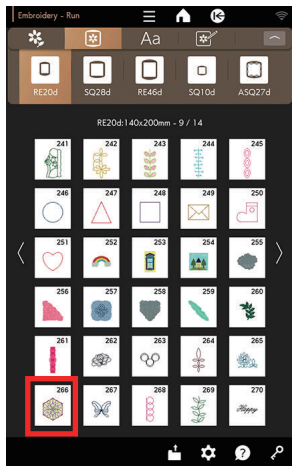 Embroidery - Run
Aa
RE20d SQ28d RE46d SQ10d ASQ27d
RE20d:140x200mm - 9 / 14
241 242 243 244 245
246 247 248 249 250
251 252 253 254 255
256 257 258 259 260
261 262 263 264 265
266 267 268 269 270
Happy
?